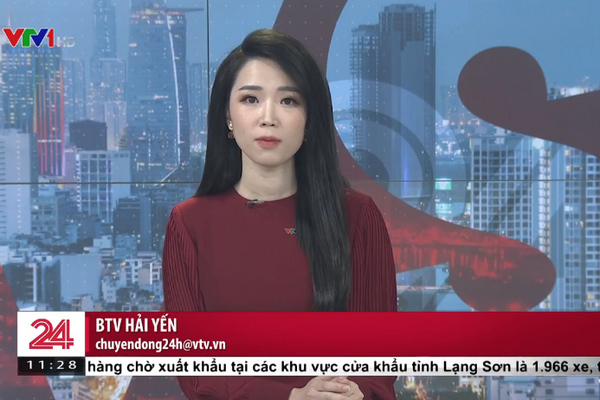 VTV1
24
BTV HẢI YẾN
chuyendong24h@vtv.vn
11:28
hàng chờ xuất khẩu tại các khu vực cửa khẩu tỉnh Lạng Sơn là 1.966 xe, t